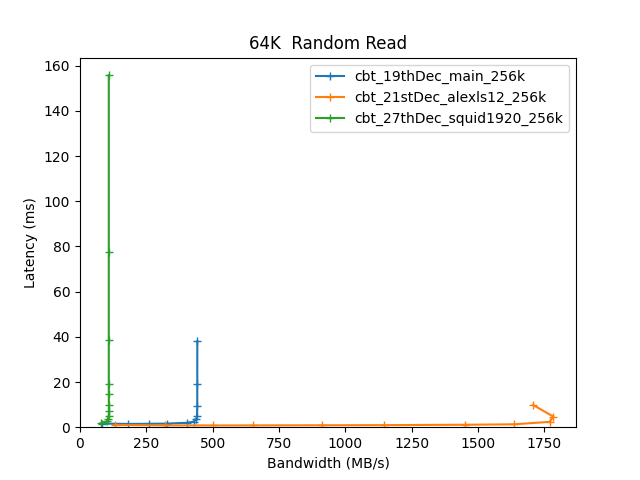 64K  Random Read
cbt_19thDec_main_256k
cbt_21stDec_alexls12_256k
cbt_27thDec_squid1920_256k
Latency (ms)
160
140
120
100
80
60
40
20
0
0 250 500 750 1000 1250 1500 1750
Bandwidth (MB/s)